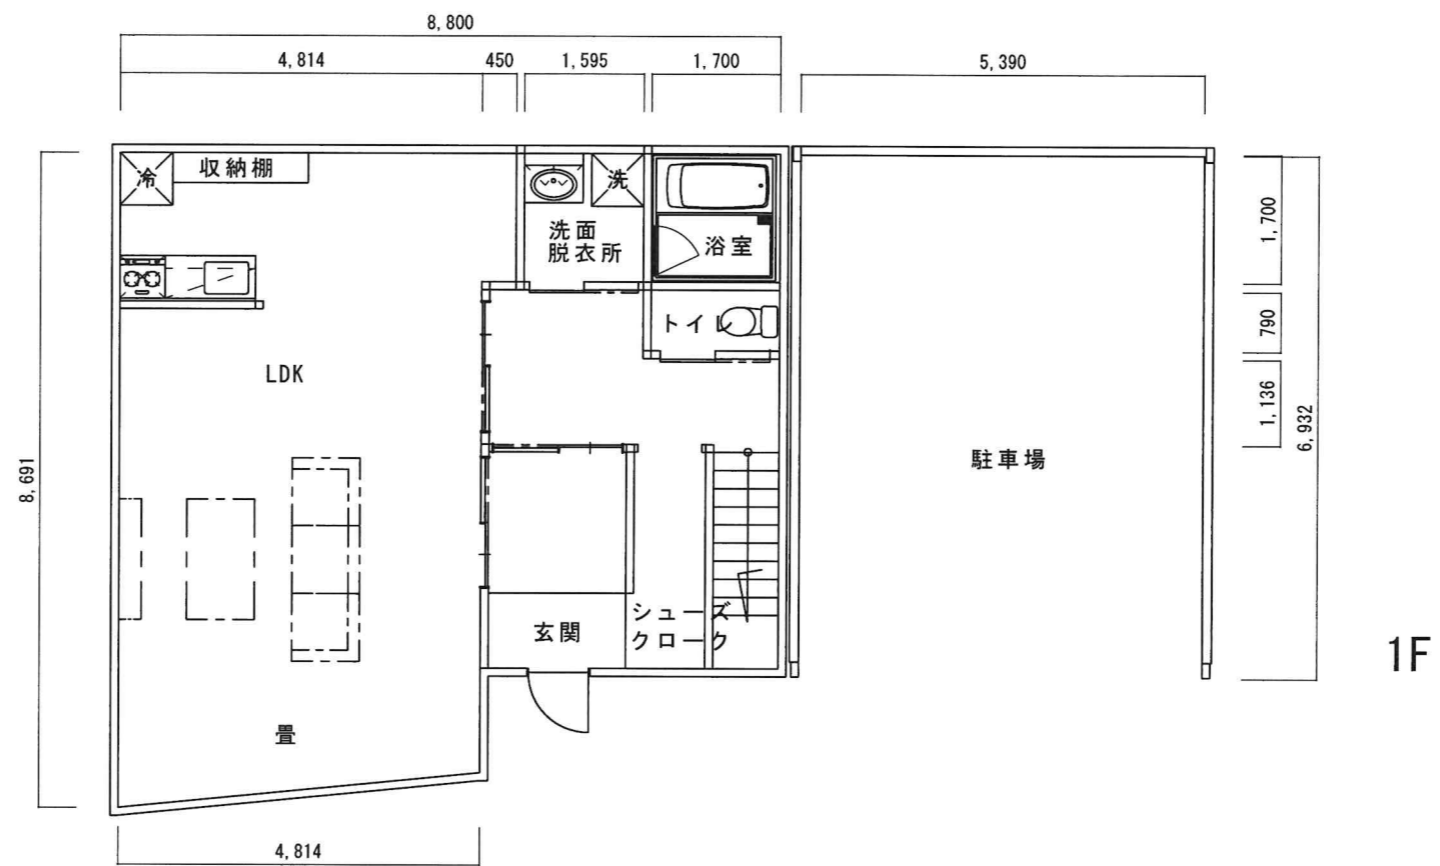 8,800
4,814
450
1,595
1,700
5,390
冷
収納棚
洗
洗面
脱衣所
浴室
1,700
トイレ
790
LDK
1,136
6,932
駐車場
8,691
シューズ
クローク
玄関
1F
畳
4,814